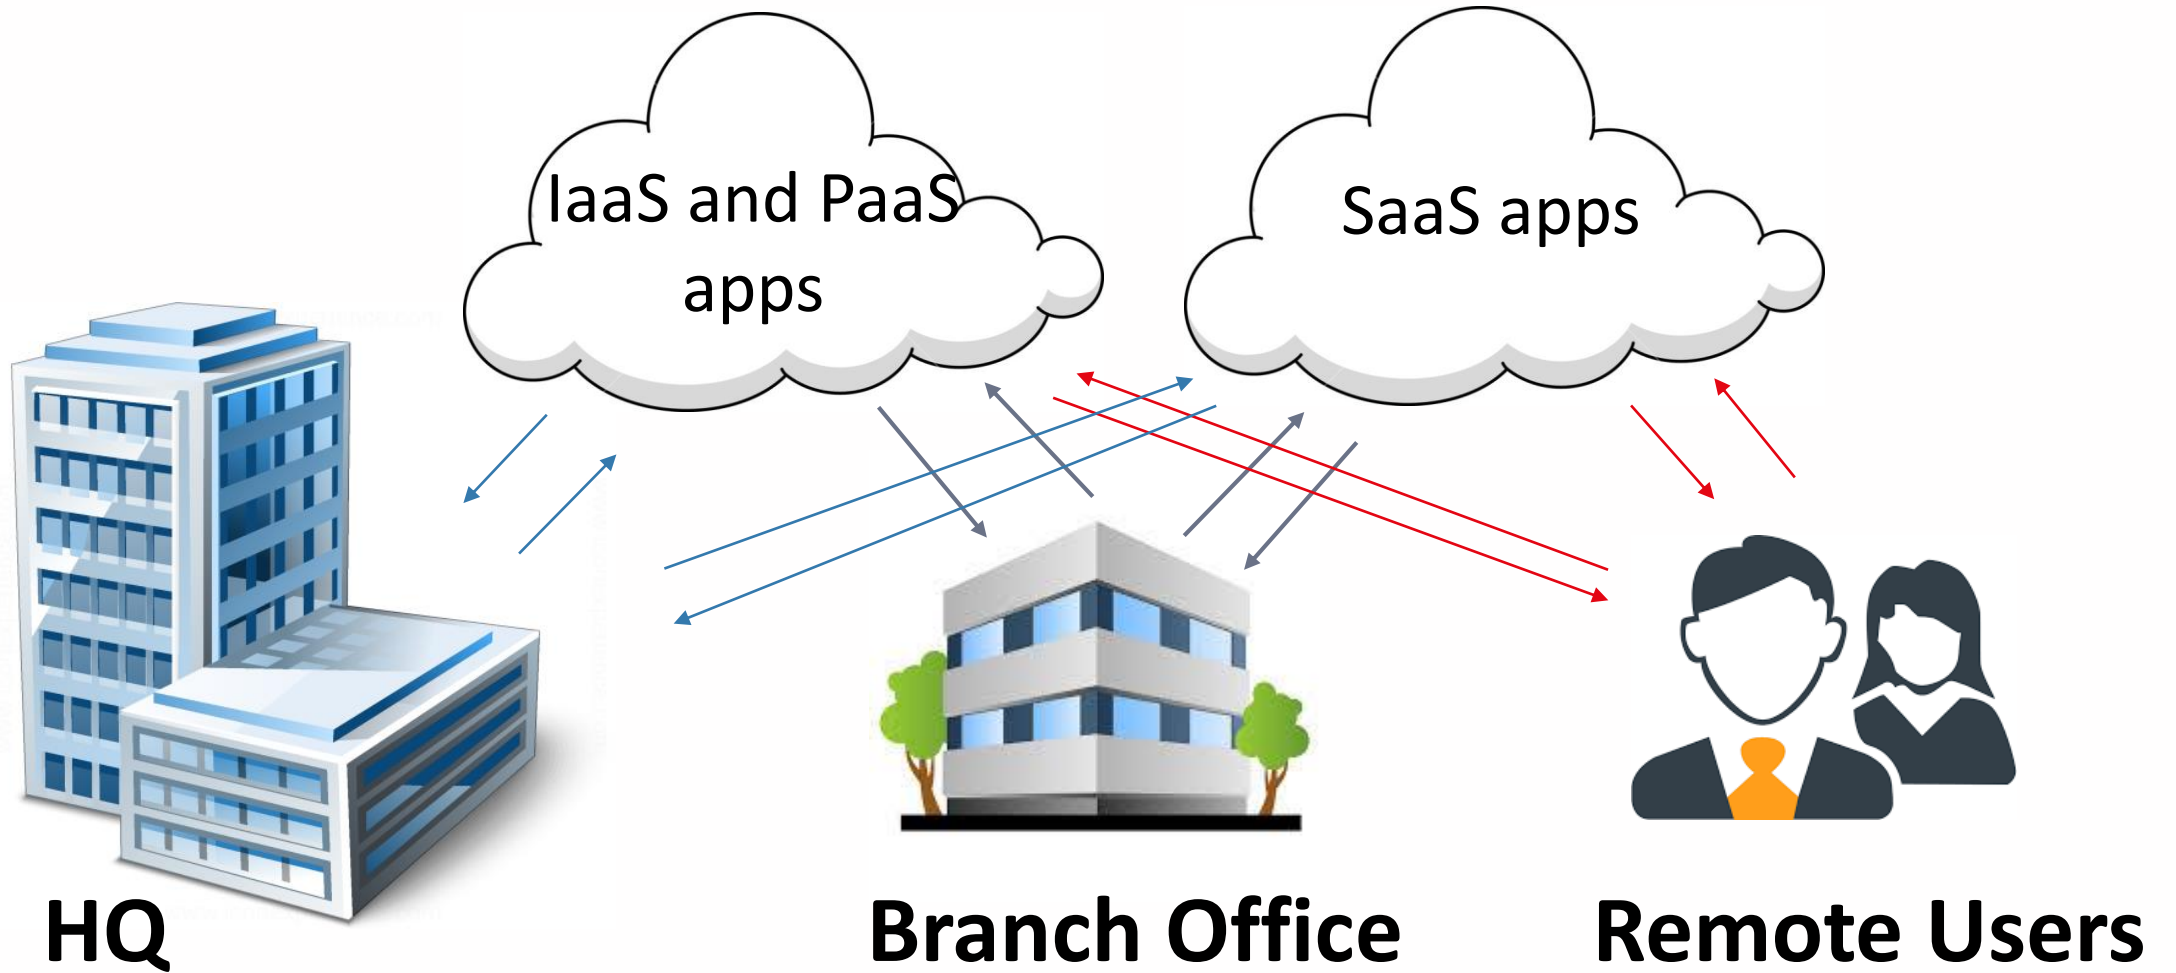 IaaS and PaaS
apps
SaaS apps
HQ
Branch Office
Remote Users